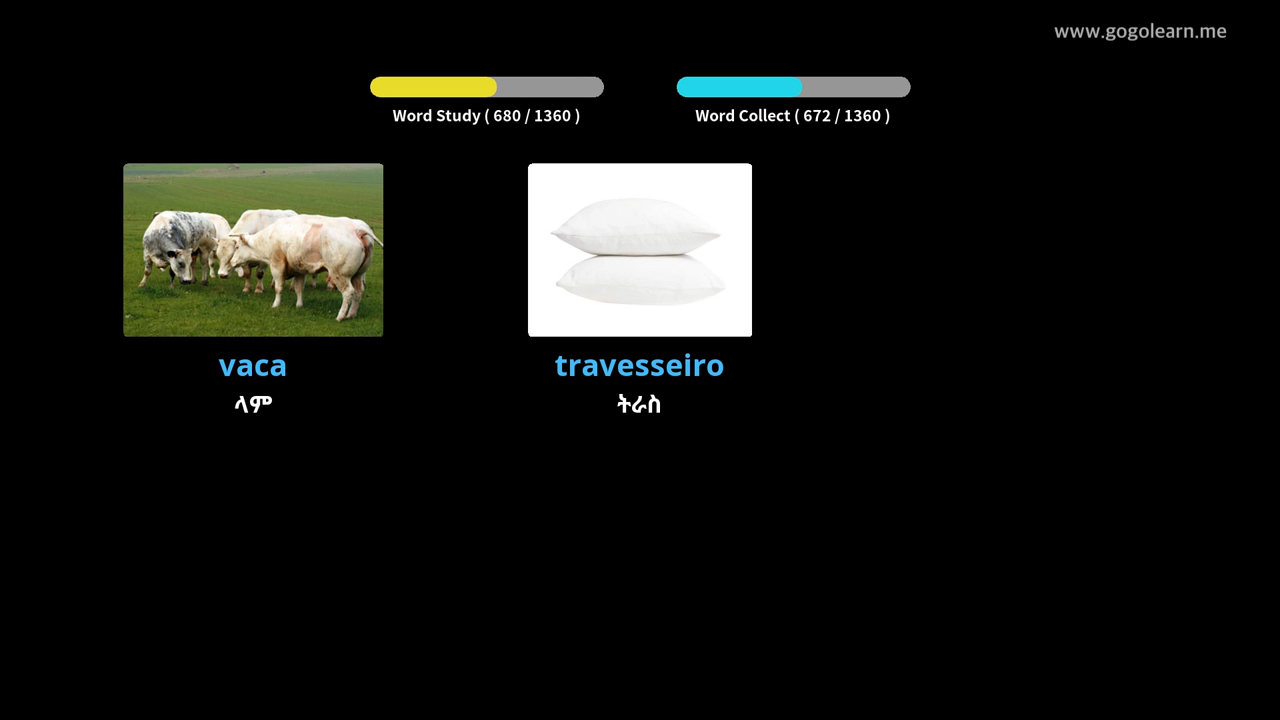 www.gogolearn.me
Word Study ( 680 / 1360 )
Word Collect ( 672 / 1360 )
vaca
ላም
travesseiro
ትራስ